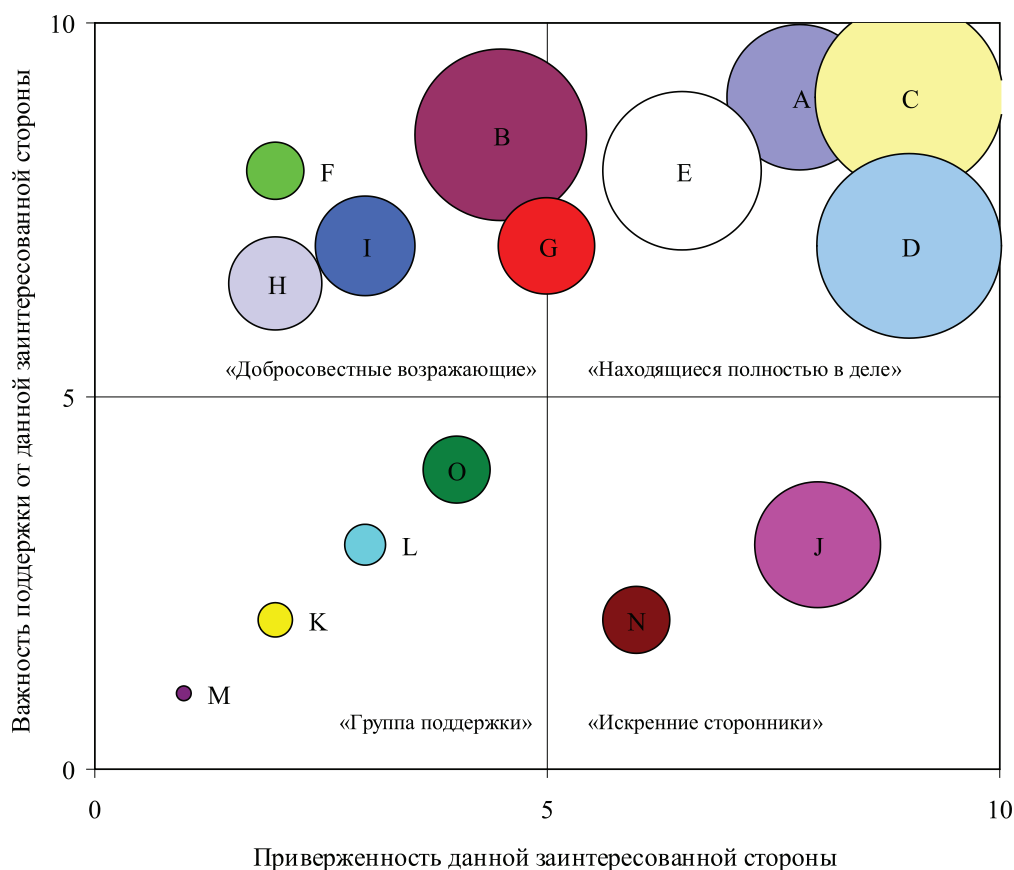 10
Важность поддержки от данной заинтересованной стороны
A
C
B
F
E
I
G
D
H
«Добросовестные возражающие»
«Находящиеся полностью в деле»
5
O
L
J
K
N
M
«Группа поддержки»
«Искренние сторонники»
0
0
5
10
Приверженность данной заинтересованной стороны